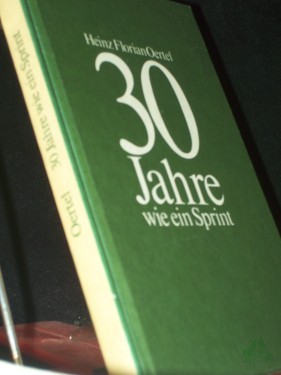 Heinz Florian Oertel
30
Jahre
wie ein Sprint
Oertel 30 Jahre wie ein Sprint